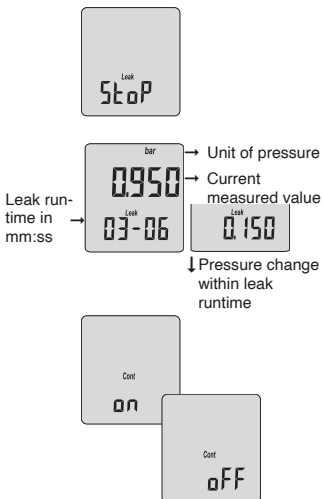 Leak
StoP
bar
→ Unit of pressure
0.950
→ Current
measured value
Leak run-
time in →
mm:ss
Leak
03-06
Leak
0.150
↓ Pressure change
within leak
runtime
Cont
on
Cont
oFF